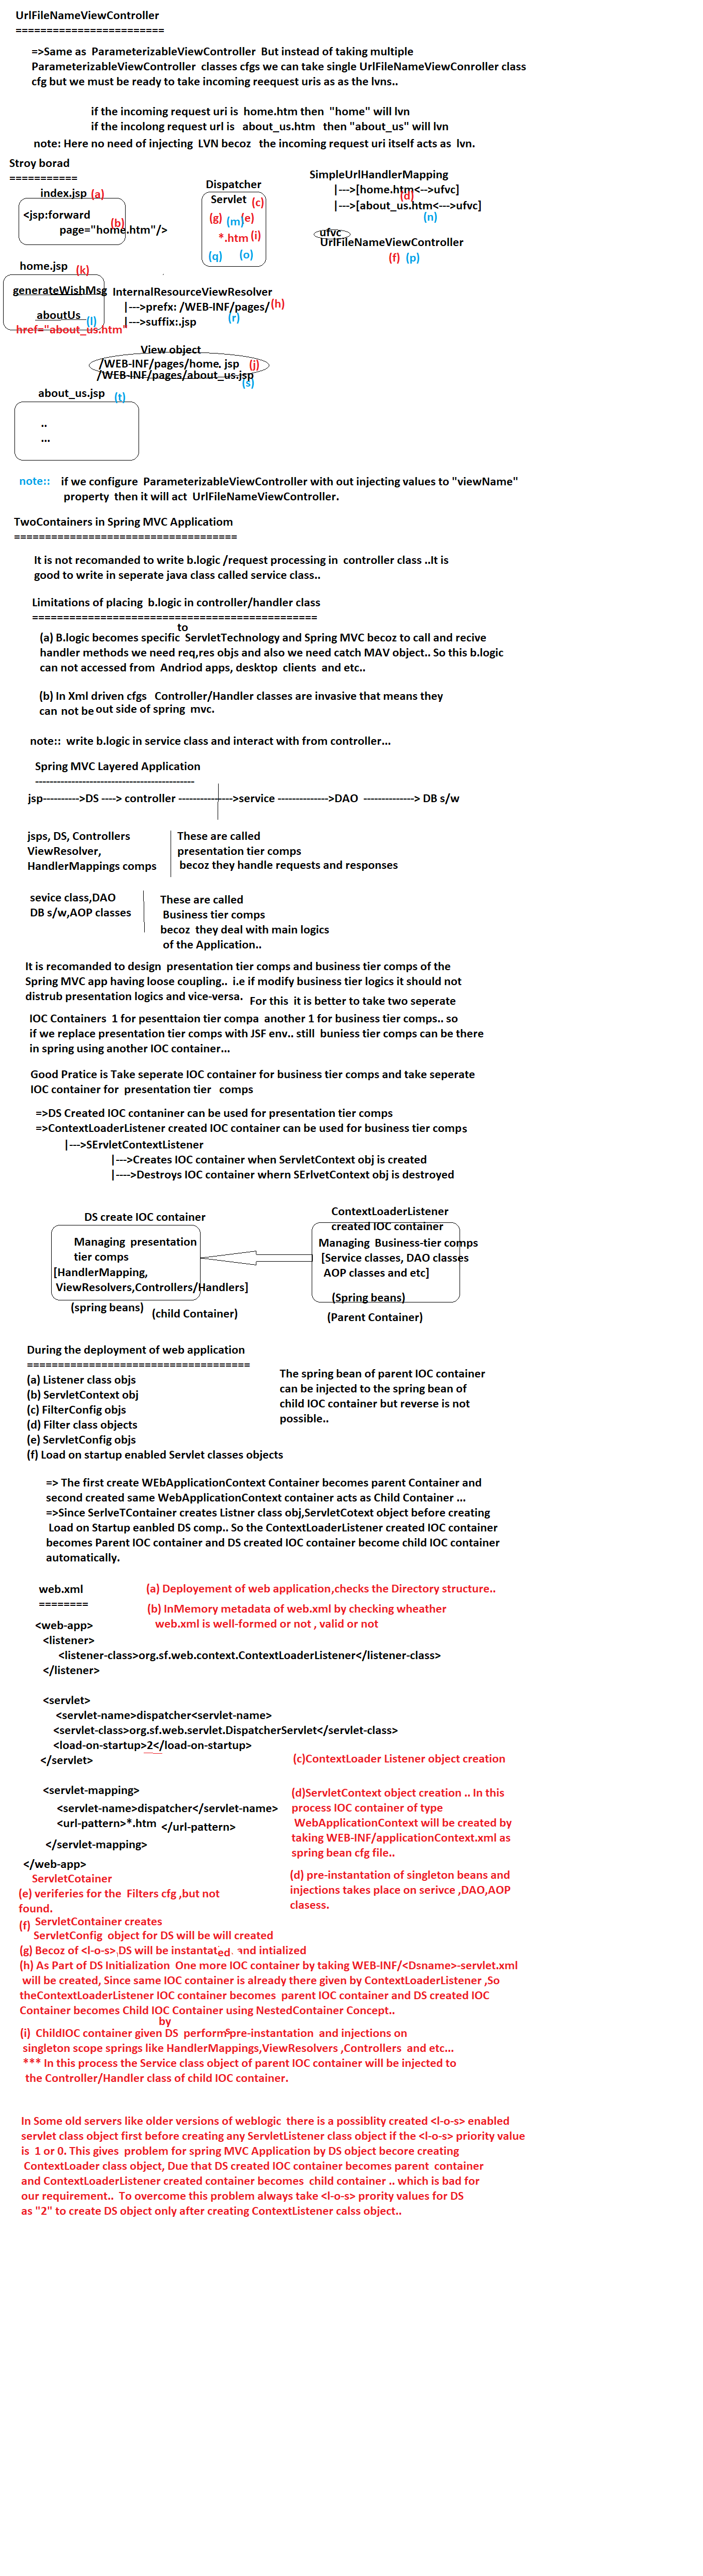 UrlFileNameViewController
========================
=>Same as ParameterizableViewController But instead of taking multiple
ParameterizableViewController classes cfgs we can take single UrlFileNameViewConroller class
cfg but we must be ready to take incoming reequest uris as as the lvns..
if the incoming request uri is home.htm then "home" will lvn
if the incolong request url is about_us.htm then "about_us" will lvn
note: Here no need of injecting LVN becoz the incoming request uri itself acts as lvn.
Stroy borad
===========
index.jsp (a)
<jsp:forward (b)
page="home.htm"/>
Dispatcher
Servlet (c)
(g) (m) (e)
*.htm (i)
(q) (o)
SimpleUrlHandlerMapping
|--->[home.htm<-->ufvc]
(d)
|--->[about_us.htm<--->ufvc]
(n)
ufvc
UrlFileNameViewController
(f) (p)
home.jsp (k)
generateWishMsg
aboutUs (l)
href="about_us.htm"
InternalResourceViewResolver
|--->prefx: /WEB-INF/pages/ (h)
|--->suffix:.jsp (r)
View object
/WEB-INF/pages/home. jsp (j)
/WEB-INF/pages/about_us.jsp
(s)
about_us.jsp (t)
..
...
note:: if we configure ParameterizableViewController with out injecting values to "viewName"
property then it will act UrlFileNameViewController.
TwoContainers in Spring MVC Applicatiom
====================================
It is not recomanded to write b.logic /request processing in controller class ..It is
good to write in seperate java class called service class..
Limitations of placing b.logic in controller/handler class
==============================================
to
(a) B.logic becomes specific ServletTechnology and Spring MVC becoz to call and recive
handler methods we need req,res objs and also we need catch MAV object.. So this b.logic
can not accessed from Andriod apps, desktop clients and etc..
(b) In Xml driven cfgs Controller/Handler classes are invasive that means they
can not be out side of spring mvc.
note:: write b.logic in service class and interact with from controller...
Spring MVC Layered Application
--------------------------------------------
jsp---------->DS ----> controller --------------->service -------------->DAO --------------> DB s/w
jsps, DS, Controllers
ViewResolver,
HandlerMappings comps
These are called
presentation tier comps
becoz they handle requests and responses
sevice class,DAO
DB s/w,AOP classes
These are called
Business tier comps
becoz they deal with main logics
of the Application..
It is recomanded to design presentation tier comps and business tier comps of the
Spring MVC app having loose coupling.. i.e if modify business tier logics it should not
distrub presentation logics and vice-versa. For this it is better to take two seperate
IOC Containers 1 for pesenttaion tier compa another 1 for business tier comps.. so
if we replace presentation tier comps with JSF env.. still buniess tier comps can be there
in spring using another IOC container...
Good Pratice is Take seperate IOC container for business tier comps and take seperate
IOC container for presentation tier comps
=>DS Created IOC contaniner can be used for presentation tier comps
=>ContextLoaderListener created IOC container can be used for business tier comps
|--->SErvletContextListener
|--->Creates IOC container when ServletContext obj is created
|---->Destroys IOC container whern SErlvetContext obj is destroyed
DS create IOC container
Managing presentation
tier comps
[HandlerMapping,
ViewResolvers,Controllers/Handlers]
(spring beans) (child Container)
ContextLoaderListener
created IOC container
Managing Business-tier comps
[Service classes, DAO classes
AOP classes and etc]
(Spring beans)
(Parent Container)
During the deployment of web application
====================================
(a) Listener class objs
(b) ServletContext obj
(c) FilterConfig objs
(d) Filter class objects
(e) ServletConfig objs
(f) Load on startup enabled Servlet classes objects
The spring bean of parent IOC container
can be injected to the spring bean of
child IOC container but reverse is not
possible..
=> The first create WEbApplicationContext Container becomes parent Container and
second created same WebApplicationContext container acts as Child Container ...
=>Since SerlveTContainer creates Listner class obj,ServletCotext object before creating
Load on Startup eanbled DS comp.. So the ContextLoaderListener created IOC container
becomes Parent IOC container and DS created IOC container become child IOC container
automatically.
web.xml
========
(a) Deployement of web application,checks the Directory structure..
(b) InMemory metadata of web.xml by checking wheather
web.xml is well-formed or not , valid or not
<web-app>
<listener>
<listener-class>org.sf.web.context.ContextLoaderListener</listener-class>
</listener>
<servlet>
<servlet-name>dispatcher<servlet-name>
<servlet-class>org.sf.web.servlet.DispatcherServlet</servlet-class>
<load-on-startup>2</load-on-startup>
</servlet>
(c)ContextLoader Listener object creation
<servlet-mapping>
<servlet-name>dispatcher</servlet-name>
<url-pattern>*.htm </url-pattern>
</servlet-mapping>
</web-app>
(d)ServletContext object creation .. In this
process IOC container of type
WebApplicationContext will be created by
taking WEB-INF/applicationContext.xml as
spring bean cfg file..
(d) pre-instantation of singleton beans and
injections takes place on serivce ,DAO,AOP
clasess.
ServletCotainer
(e) veriferies for the Filters cfg ,but not
found.
(f) ServletContainer creates
ServletConfig object for DS will be will created
(g) Becoz of <l-o-s>,DS will be instantated. and intialized
(h) As Part of DS Initialization One more IOC container by taking WEB-INF/<Dsname>-servlet.xml
will be created, Since same IOC container is already there given by ContextLoaderListener ,So
theContextLoaderListener IOC container becomes parent IOC container and DS created IOC
Container becomes Child IOC Container using NestedContainer Concept..
by
(i) ChildIOC container given DS performs pre-instantation and injections on
singleton scope springs like HandlerMappings,ViewResolvers ,Controllers and etc...
*** In this process the Service class object of parent IOC container will be injected to
the Controller/Handler class of child IOC container.
In Some old servers like older versions of weblogic there is a possiblity created <l-o-s> enabled
servlet class object first before creating any ServletListener class object if the <l-o-s> priority value
is 1 or 0. This gives problem for spring MVC Application by DS object becore creating
ContextLoader class object, Due that DS created IOC container becomes parent container
and ContextLoaderListener created container becomes child container .. which is bad for
our requirement.. To overcome this problem always take <l-o-s> prority values for DS
as "2" to create DS object only after creating ContextListener calss object..